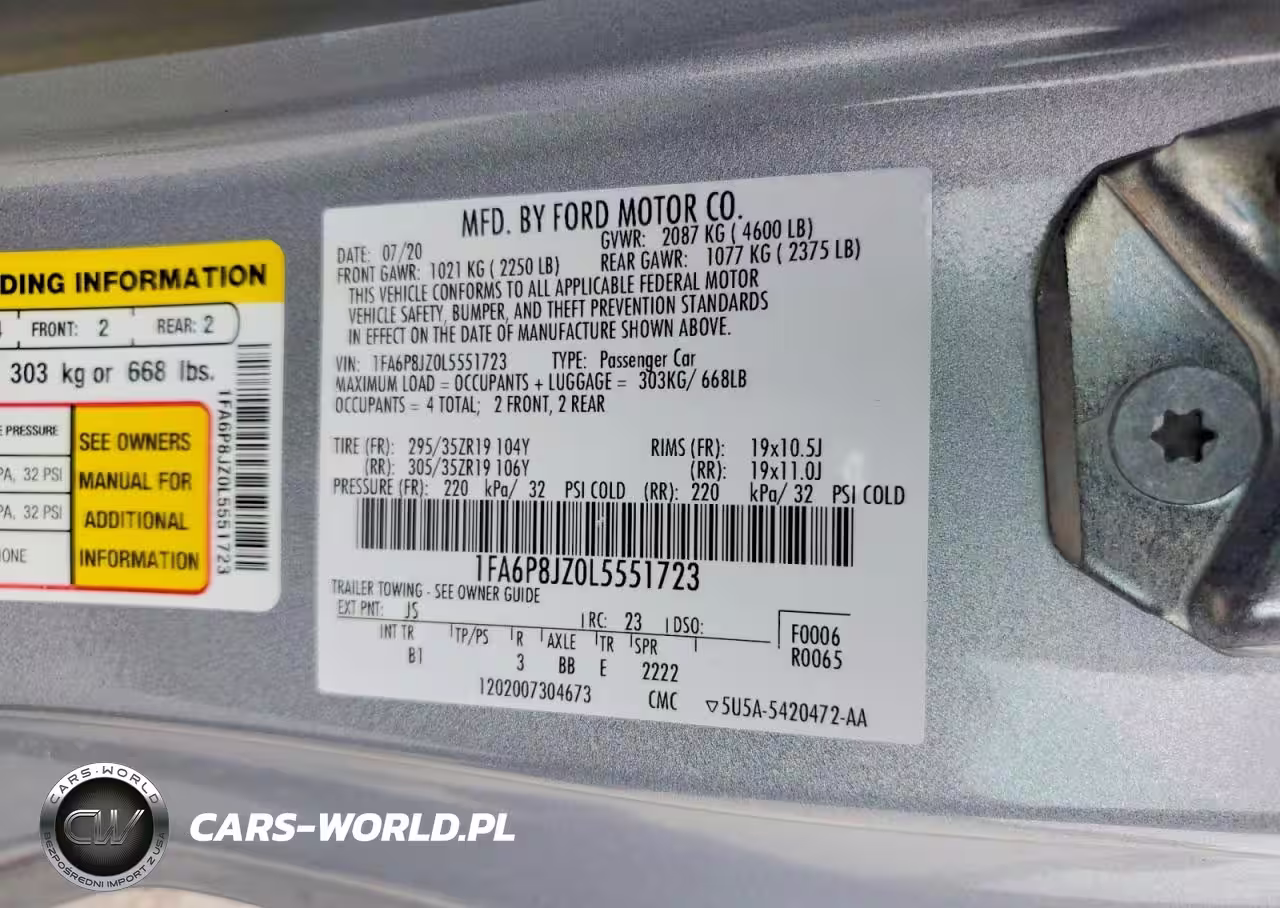 DING INFORMATION
FRONT: 2 REAR: 2
303 kg or 668 lbs.
PRESSURE
PA, 32 PSI
PA, 32 PSI
ONE
SEE OWNERS
MANUAL FOR
ADDITIONAL
INFORMATION
1FA6P8JZ0L5551723
MFD. BY FORD MOTOR CO.
DATE: 07/20 GVWR: 2087 KG ( 4600 LB)
FRONT GAWR: 1021 KG ( 2250 LB) REAR GAWR: 1077 KG ( 2375 LB)
THIS VEHICLE CONFORMS TO ALL APPLICABLE FEDERAL MOTOR
VEHICLE SAFETY, BUMPER, AND THEFT PREVENTION STANDARDS
IN EFFECT ON THE DATE OF MANUFACTURE SHOWN ABOVE.
VIN: 1FA6P8JZ0L5551723 TYPE: Passenger Car
MAXIMUM LOAD = OCCUPANTS + LUGGAGE = 303KG/ 668LB
OCCUPANTS = 4 TOTAL; 2 FRONT, 2 REAR
TIRE (FR): 295/35ZR19 104Y RIMS (FR): 19x10.5J
(RR): 305/35ZR19 106Y (RR): 19x11.0J
PRESSURE (FR): 220 kPa/ 32 PSI COLD (RR): 220 kPa/ 32 PSI COLD
1FA6P8JZ0L5551723
TRAILER TOWING - SEE OWNER GUIDE
EXT PNT: JS RC: 23 DSO:
INT TR TP/PS R AXLE TR SPR
B1 3 BB E 2222
F0006
R0065
1202007304673 CMC ▽5U5A-5420472-AA
CARS-WORLD
CW
BEZPOŚREDNI IMPORT Z USA
CARS-WORLD.PL